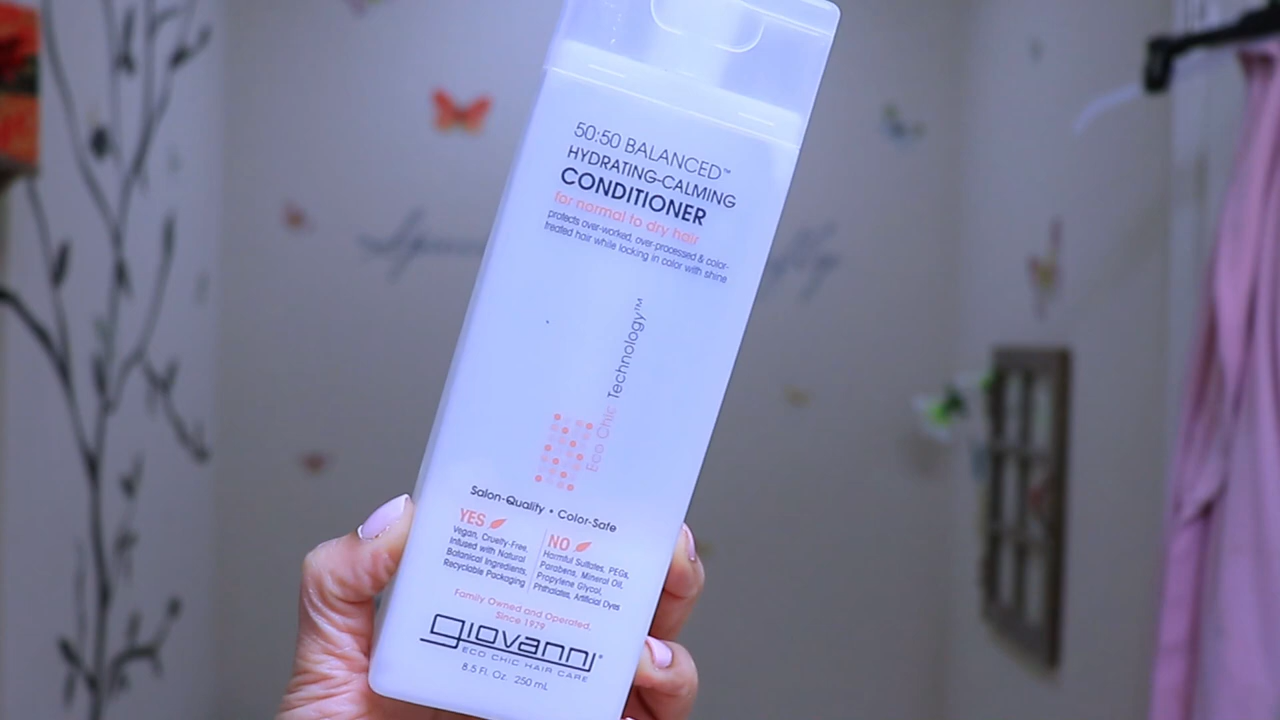 50:50 BALANCED™
HYDRATING-CALMING
CONDITIONER
for normal to dry hair
protects over-worked, over-processed & color-
treated hair while locking in color with shine
Eco Chic Technology™
Salon-Quality • Color-Safe
YES
Vegan, Cruelty-Free,
Infused with Natural
Botanical Ingredients,
Recyclable Packaging
NO
Harmful Sulfates, PEGs,
Parabens, Mineral Oil,
Propylene Glycol,
Phthalates, Artificial Dyes
Family Owned and Operated,
Since 1979
giovanni®
ECO CHIC HAIR CARE
8.5 Fl. Oz. 250 mL